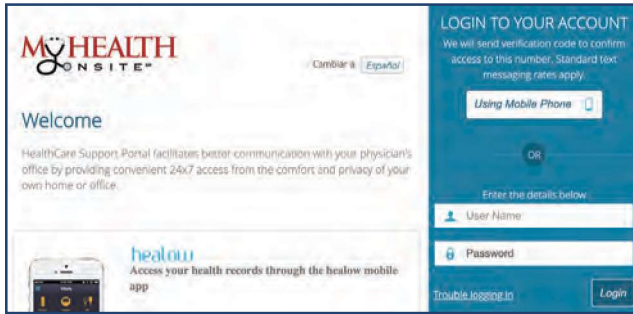 MYHEALTH
ONSITE
Cambiar a Español
Welcome
HealthCare Support Portal facilitates better communication with your physician's
office by providing convenient 24x7 access from the comfort and privacy of your
own home or office.
healow
Access your health records through the healow mobile
app
LOGIN TO YOUR ACCOUNT
We will send verification code to confirm
access to this number. Standard text
messaging rates apply.
Using Mobile Phone
OR
Enter the details below
User Name
Password
Trouble logging in
Login